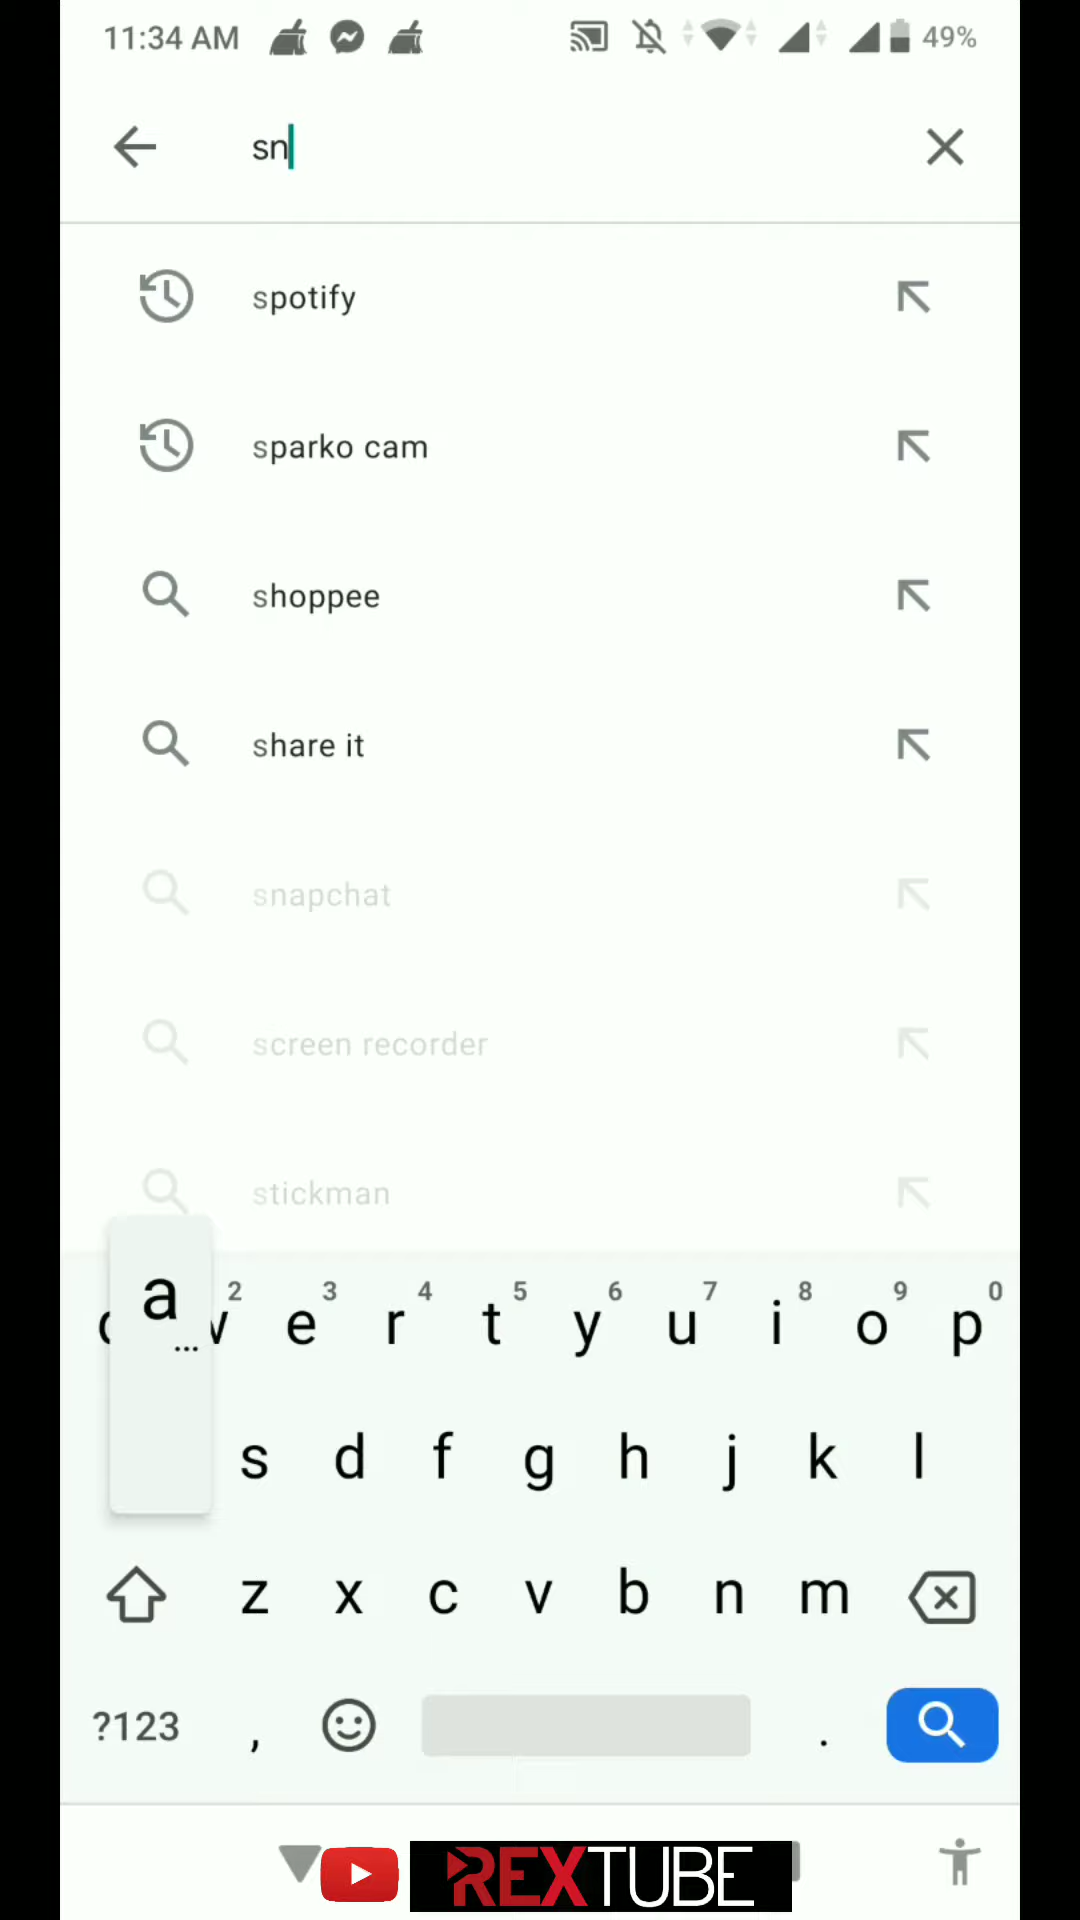 11:34 AM 49%
sn
spotify
sparko cam
shoppee
share it
snapchat
screen recorder
stickman
a
...
2 3 4 5 6 7 8 9 0
e r t y u i o p
s d f g h j k l
z x c v b n m
?123 , .
REXTUBE